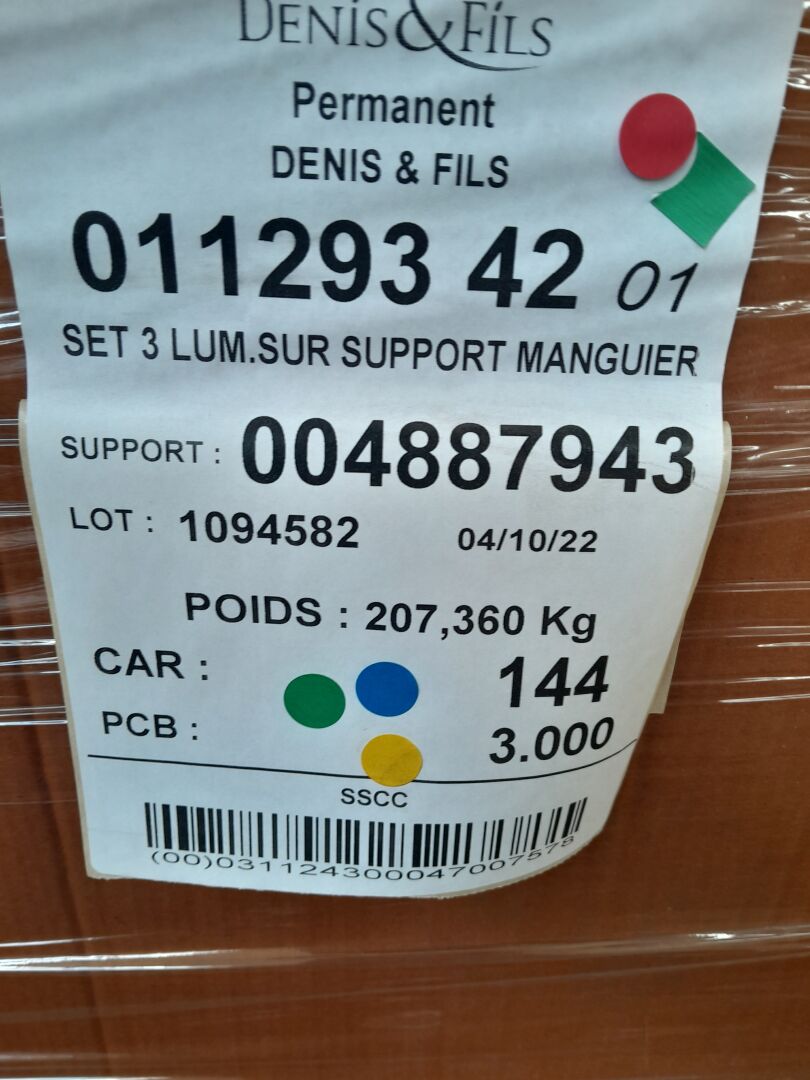 DENIS & FILS
Permanent
DENIS & FILS
011293 42 01
SET 3 LUM.SUR SUPPORT MANGUIER
SUPPORT : 004887943
LOT : 1094582 04/10/22
POIDS : 207,360 Kg
CAR : 144
PCB : 3.000
SSCC
(00)031124300047007578